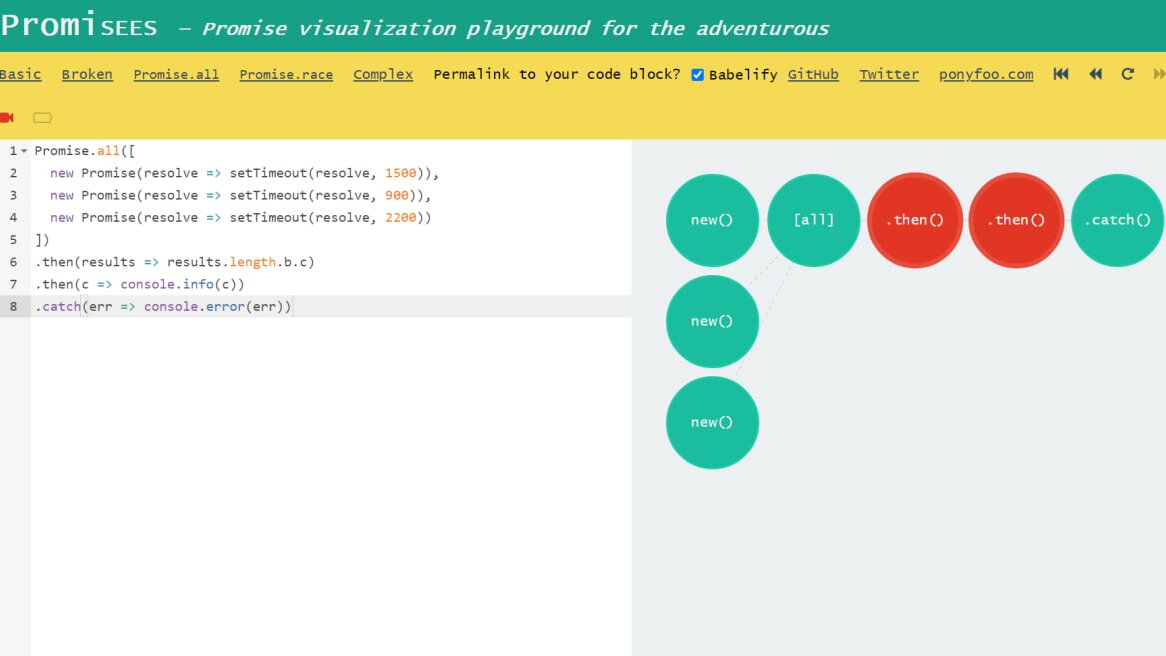 PromiSEES — Promise visualization playground for the adventurous
Basic Broken Promise.all Promise.race Complex Permalink to your code block? Babelify GitHub Twitter ponyfoo.com
1 Promise.all([
2 new Promise(resolve => setTimeout(resolve, 1500)),
3 new Promise(resolve => setTimeout(resolve, 900)),
4 new Promise(resolve => setTimeout(resolve, 2200))
5 ])
6 .then(results => results.length.b.c)
7 .then(c => console.info(c))
8 .catch(err => console.error(err))
new() [all] .then() .then() .catch()
new()
new()